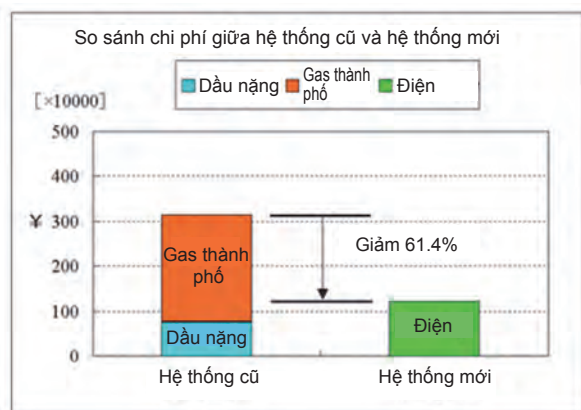 So sánh chi phí giữa hệ thống cũ và hệ thống mới
Dầu nặng
Gas thành
phố
Điện
[×10000]
500
400
300
200
100
0
¥
Gas thành
phố
Dầu nặng
Giảm 61.4%
Điện
Hệ thống cũ
Hệ thống mới